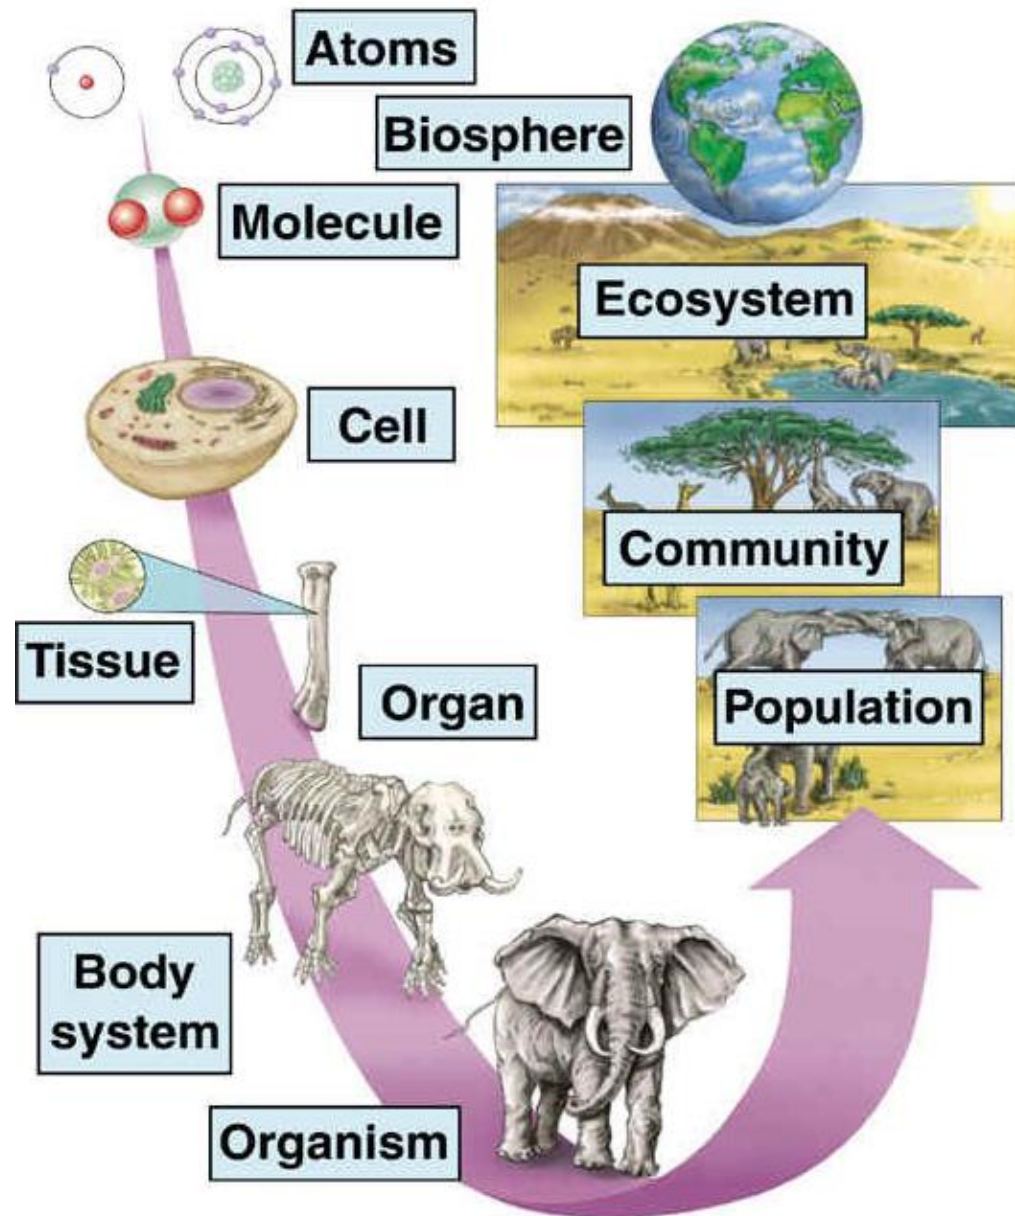 Atoms
Biosphere
Molecule
Ecosystem
Cell
Community
Tissue
Organ
Population
Body
system
Organism